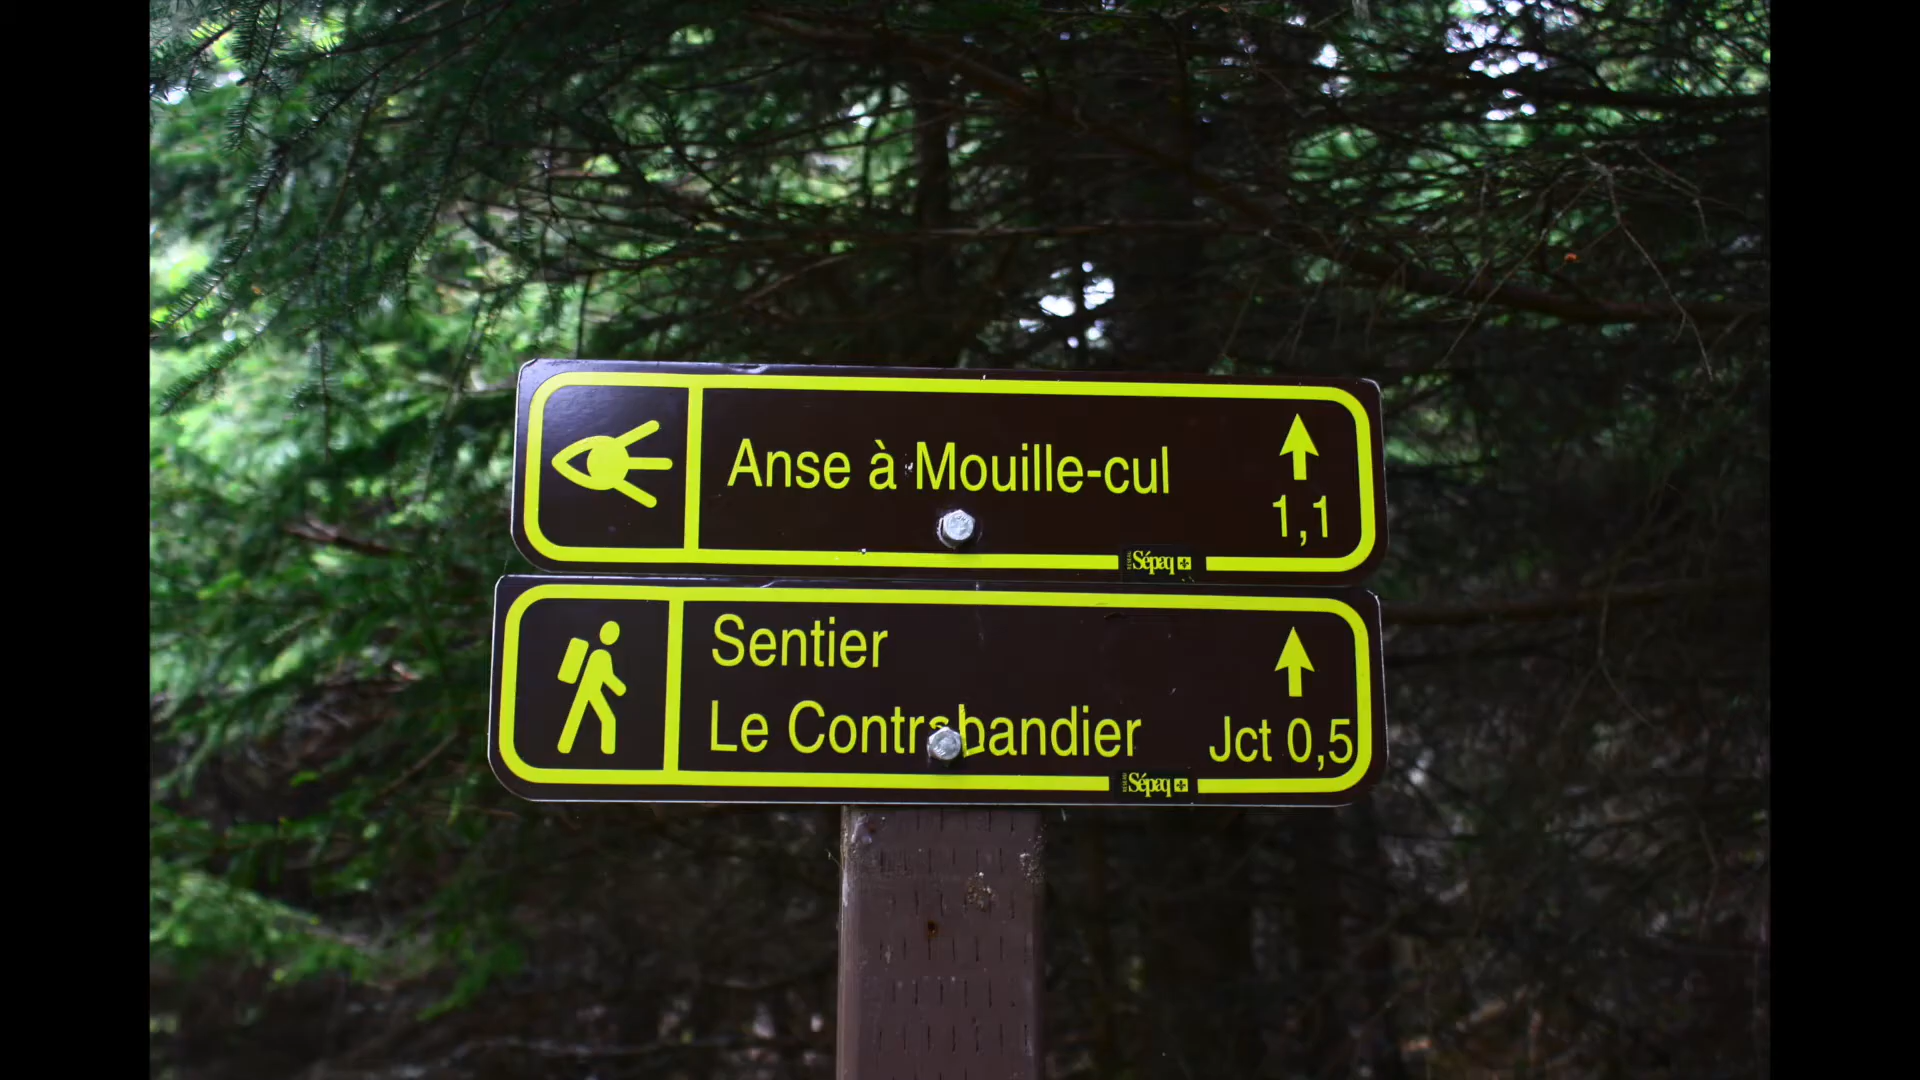 Anse à Mouille-cul
1,1
Sépaq
Sentier
Le Contrebandier
Jct 0,5
Sépaq